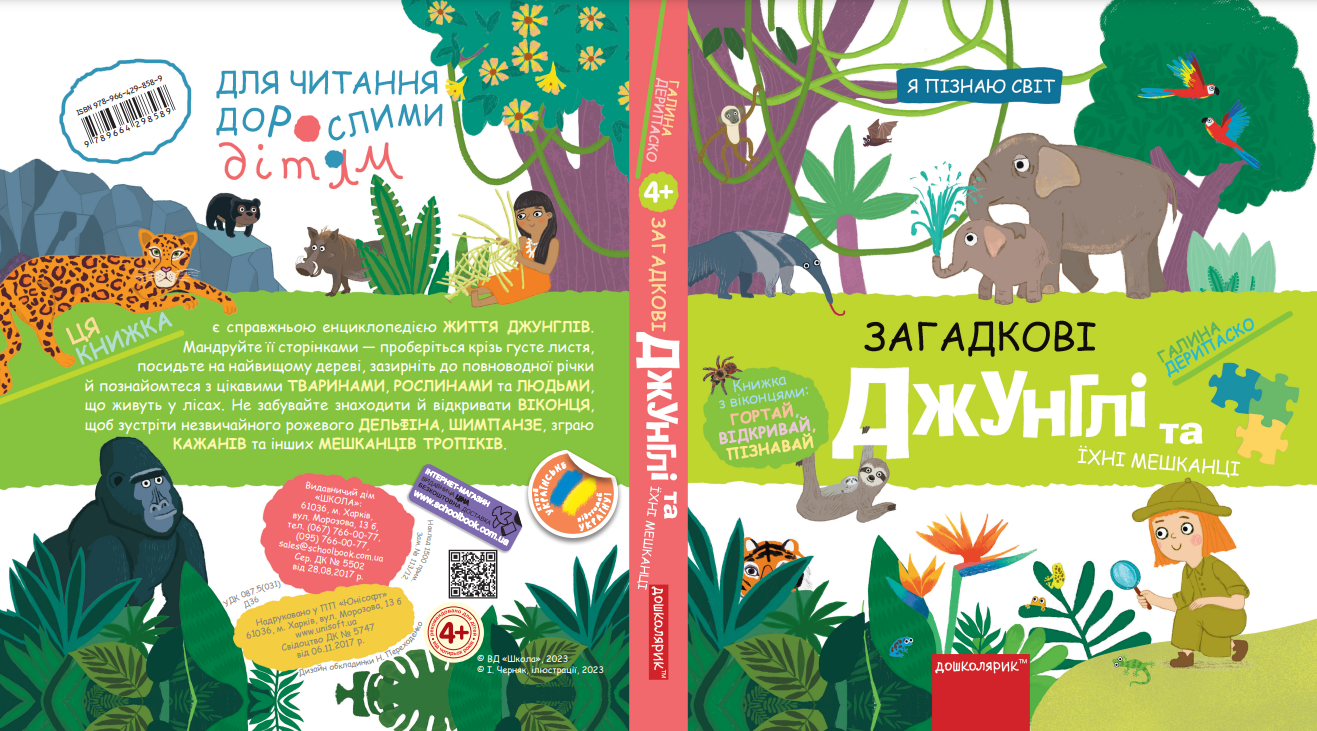 ISBN 978-966-429-858-9
9 789664 298589
ДЛЯ ЧИТАННЯ
ДОРОСЛИМИ
дітям
ЦЯ
КНИЖКА
є справжньою енциклопедією ЖИТТЯ ДЖУНГЛІВ.
Мандруйте її сторінками — проберіться крізь густе листя,
посидьте на найвищому дереві, зазирніть до повноводної річки
й познайомтеся з цікавими ТВАРИНАМИ, РОСЛИНАМИ та ЛЮДЬМИ,
що живуть у лісах. Не забувайте знаходити й відкривати ВІКОНЦЯ,
щоб зустріти незвичайного рожевого ДЕЛЬФІНА, ШИМПАНЗЕ, зграю
КАЖАНІВ та інших МЕШКАНЦІВ ТРОПІКІВ.
Видавничий дім
«ШКОЛА»:
61036, м. Харків,
вул. Морозова, 13 б,
тел. (067) 766-00-77,
(095) 766-00-77,
sales@schoolbook.com.ua
Сер. ДК № 5502
від 28.08.2017 р.
ІНТЕРНЕТ-МАГАЗИН
ВИДАВНИЧІ ЦІНИ
БЕЗКОШТОВНА ДОСТАВКА
www.schoolbook.com.ua
УКРАЇНСЬКЕ
УКРАЇНУ!
Наклад 1500 прим.
Зам. № 113/12
УДК 087.5(031)
Д36
Надруковано у ПП «Юнісофт»
61036, м. Харків, вул. Морозова, 13 б
www.unisoft.ua
Свідоцтво ДК № 5747
від 06.11.2017 р.
Дизайн обкладинки Н. Переходенко
4+
© ВД «Школа», 2023
© І. Черняк, ілюстрації, 2023
ГАЛИНА
ДЕРИПАСКО
4+
ЗАГАДКОВІ
ДЖУНГЛІ та
ЇХНІ МЕШКАНЦІ
ДОШКОЛЯРИК™
Я ПІЗНАЮ СВІТ
ЗАГАДКОВІ
ГАЛИНА
ДЕРИПАСКО
Книжка
з віконцями:
ГОРТАЙ,
ВІДКРИВАЙ,
ПІЗНАВАЙ
ДЖУНГЛІ та
ЇХНІ МЕШКАНЦІ
ДОШКОЛЯРИК™